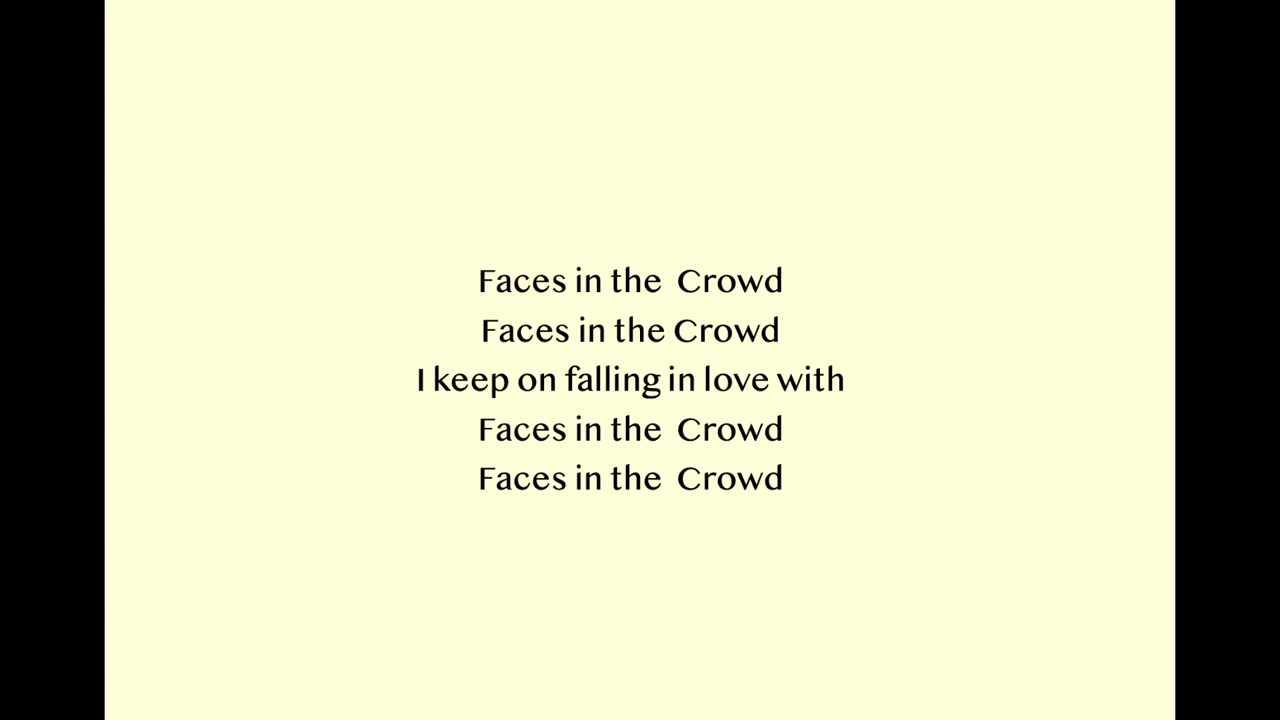 Faces in the  Crowd
Faces in the Crowd
I keep on falling in love with
Faces in the  Crowd
Faces in the  Crowd